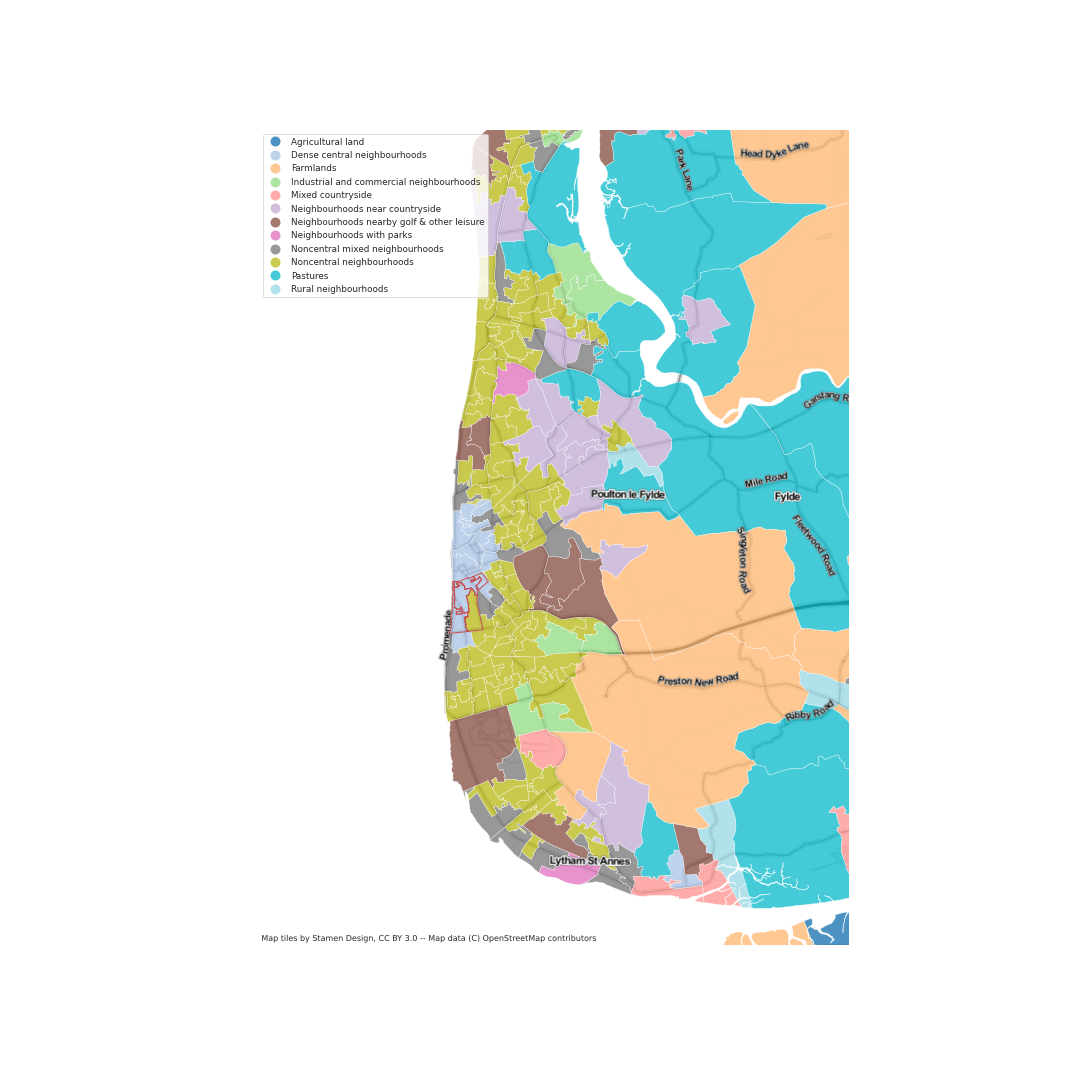 Agricultural land
Dense central neighbourhoods
Farmlands
Industrial and commercial neighbourhoods
Mixed countryside
Neighbourhoods near countryside
Neighbourhoods nearby golf & other leisure
Neighbourhoods with parks
Noncentral mixed neighbourhoods
Noncentral neighbourhoods
Pastures
Rural neighbourhoods
Head Dyke Lane
Park Lane
Garstang R
Mile Road
Poulton le Fylde
Fylde
Singleton Road
Fleetwood Road
Promenade
Preston New Road
Ribby Road
Lytham St Annes
Map tiles by Stamen Design, CC BY 3.0 -- Map data (C) OpenStreetMap contributors